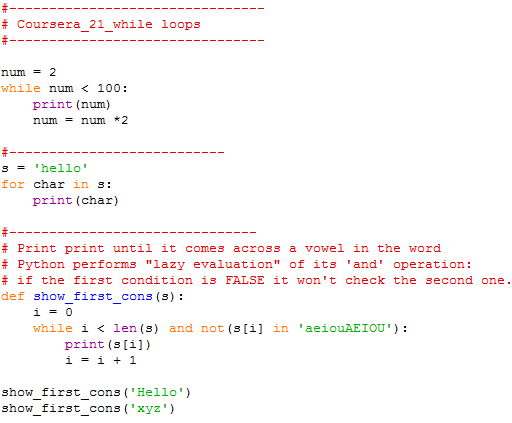 #--------------------------------
# Coursera_21_while loops
#--------------------------------

num = 2
while num < 100:
    print(num)
    num = num *2

#---------------------------
s = 'hello'
for char in s:
    print(char)

#-------------------------------
# Print print until it comes across a vowel in the word
# Python performs "lazy evaluation" of its 'and' operation:
# if the first condition is FALSE it won't check the second one.
def show_first_cons(s):
    i = 0
    while i < len(s) and not(s[i] in 'aeiouAEIOU'):
        print(s[i])
        i = i + 1

show_first_cons('Hello')
show_first_cons('xyz')